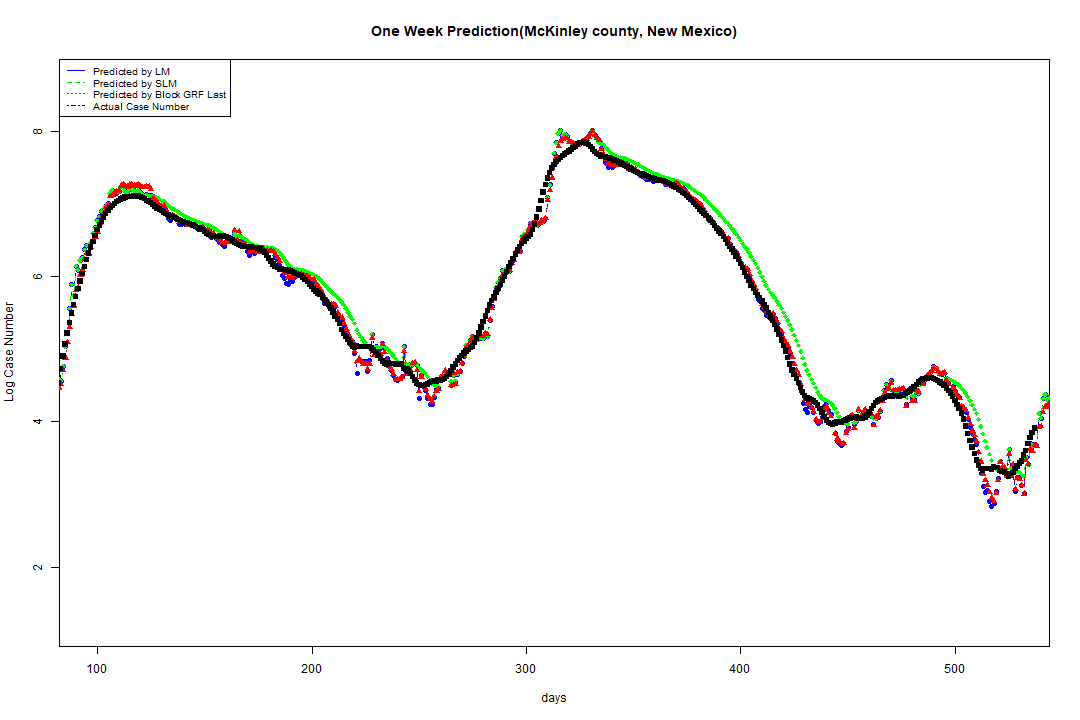 One Week Prediction(McKinley county, New Mexico)
Predicted by LM
Predicted by SLM
Predicted by Block GRF Last
Actual Case Number
8
6
4
2
Log Case Number
100 200 300 400 500
days